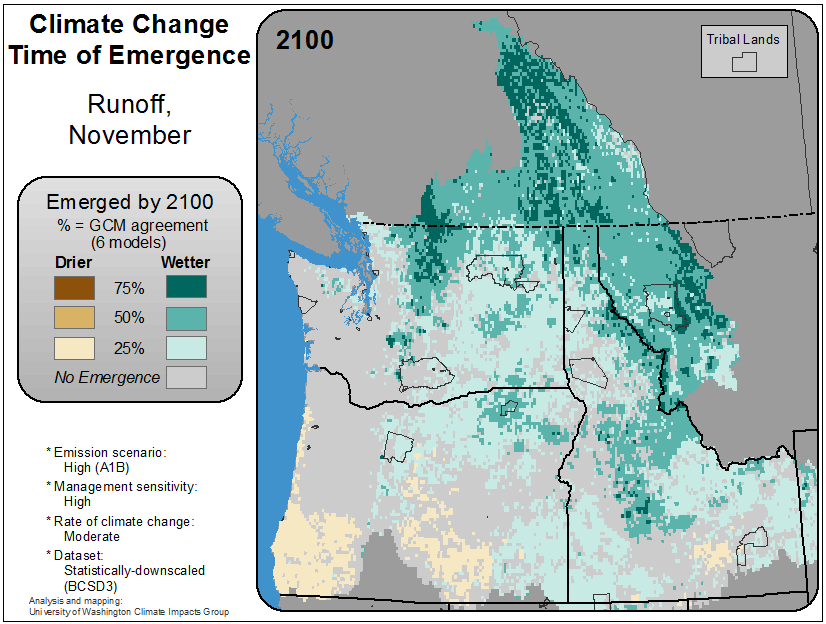 Climate Change
Time of Emergence
Runoff,
November
Emerged by 2100
% = GCM agreement
(6 models)
Drier Wetter
75%
50%
25%
No Emergence
* Emission scenario:
High (A1B)
* Management sensitivity:
High
* Rate of climate change:
Moderate
* Dataset:
Statistically-downscaled
(BCSD3)
Analysis and mapping:
University of Washington Climate Impacts Group
2100
Tribal Lands